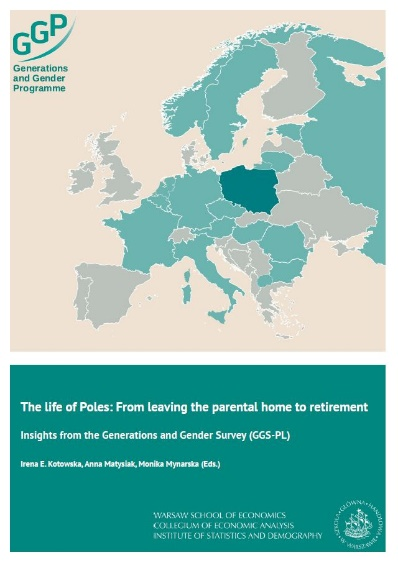 GGP
Generations
and Gender
Programme
The life of Poles: From leaving the parental home to retirement
Insights from the Generations and Gender Survey (GGS-PL)
Irena E. Kotowska, Anna Matysiak, Monika Mynarska (Eds.)
WARSAW SCHOOL OF ECONOMICS
COLLEGIUM OF ECONOMIC ANALYSIS
INSTITUTE OF STATISTICS AND DEMOGRAPHY